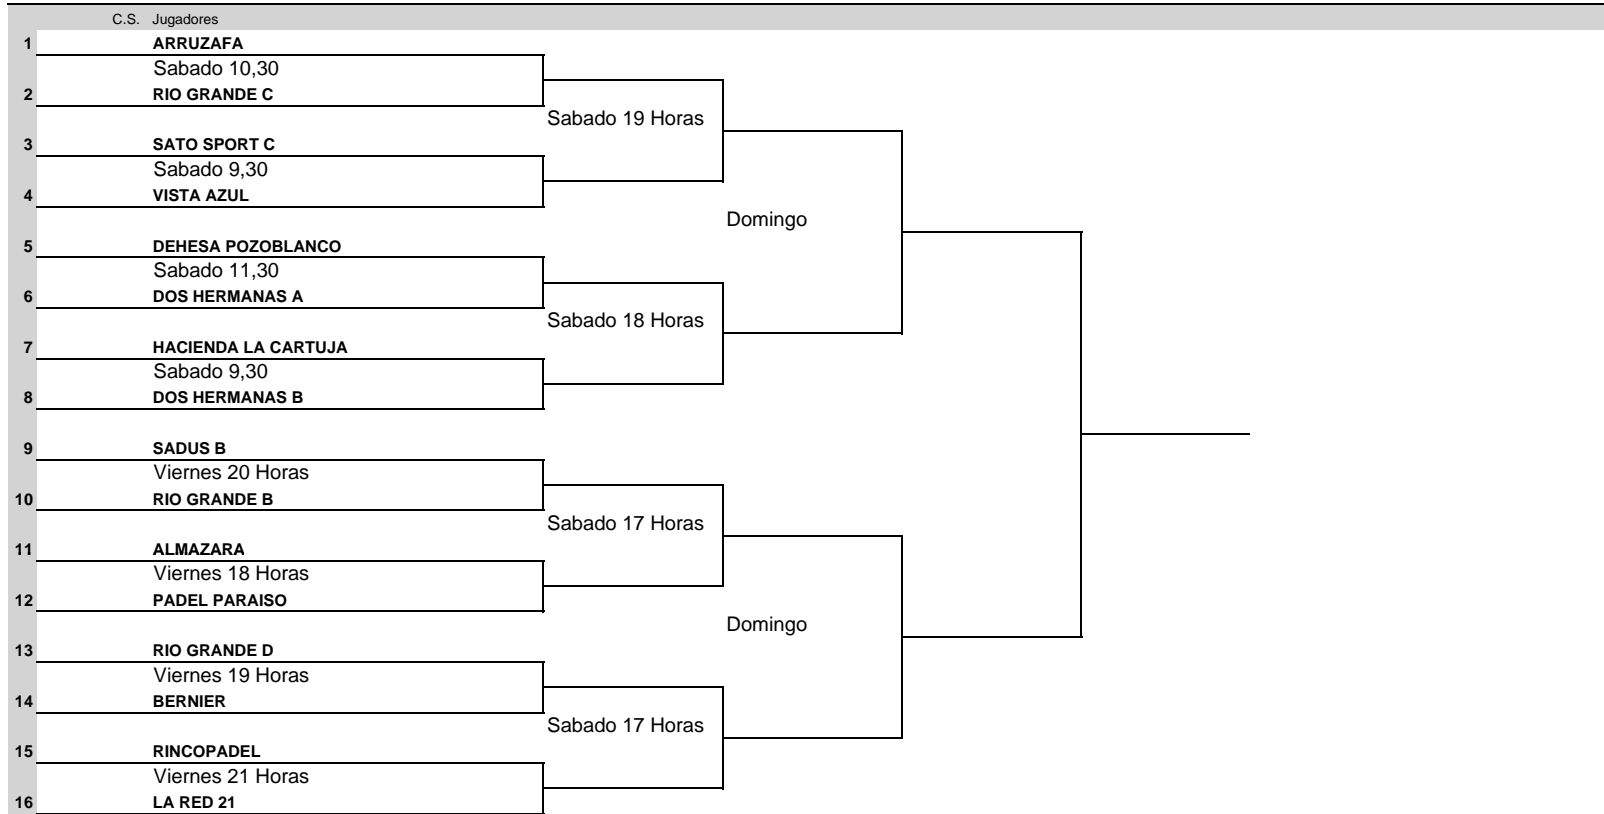 C.S. Jugadores
1 ARRUZAFA
Sabado 10,30
2 RIO GRANDE C
Sabado 19 Horas
3 SATO SPORT C
Sabado 9,30
4 VISTA AZUL
Domingo
5 DEHESA POZOBLANCO
Sabado 11,30
6 DOS HERMANAS A
Sabado 18 Horas
7 HACIENDA LA CARTUJA
Sabado 9,30
8 DOS HERMANAS B
9 SADUS B
Viernes 20 Horas
10 RIO GRANDE B
Sabado 17 Horas
11 ALMAZARA
Viernes 18 Horas
12 PADEL PARAISO
Domingo
13 RIO GRANDE D
Viernes 19 Horas
14 BERNIER
Sabado 17 Horas
15 RINCOPADEL
Viernes 21 Horas
16 LA RED 21